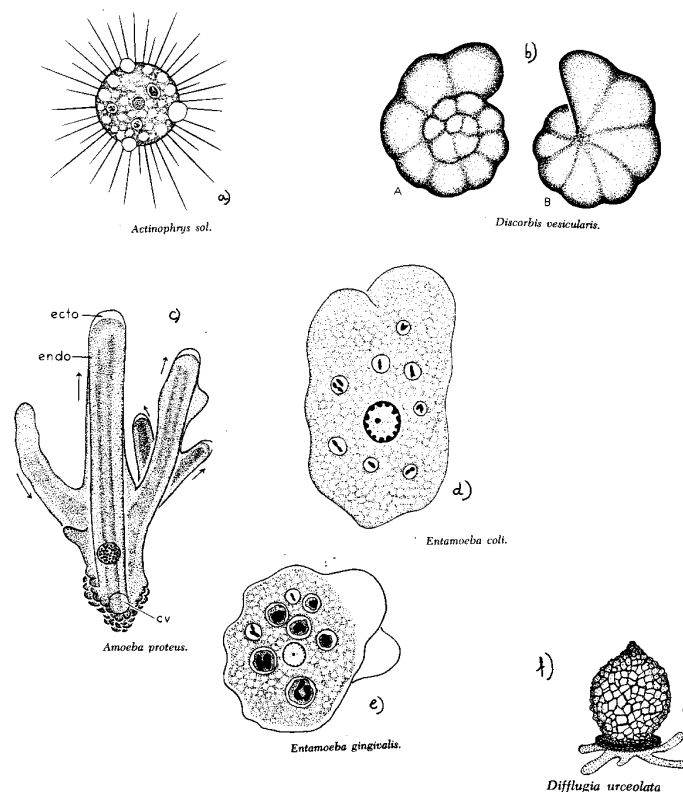 a)
Actinophrys sol.
b)
A
B
Discorbis vesicularis.
ecto
endo
c)
cv
Amoeba proteus.
d)
Entamoeba coli.
e)
Entamoeba gingivalis.
f)
Difflugia urceolata